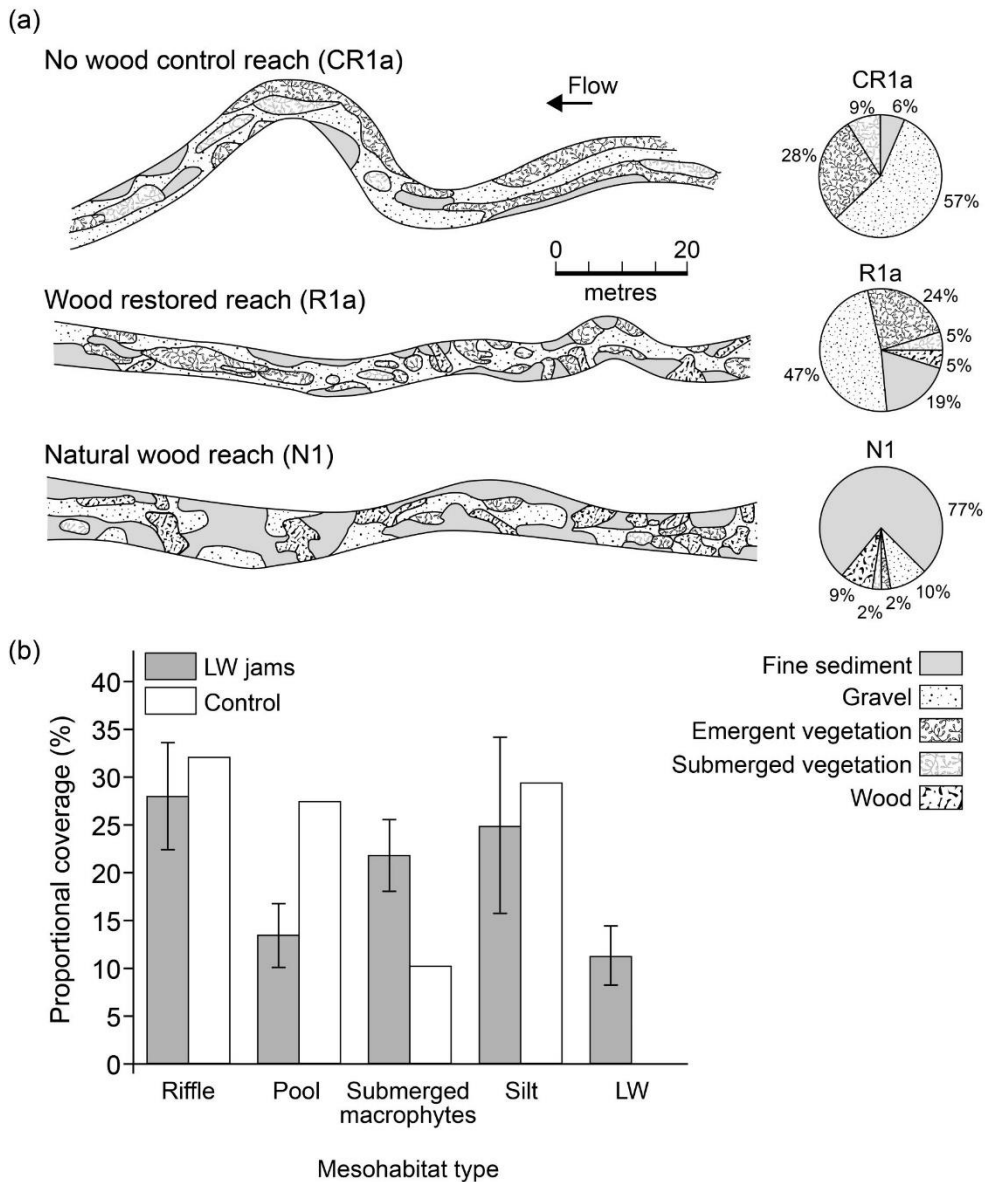 (a)
No wood control reach (CR1a)
Flow
CR1a
9%
6%
28%
57%
0
20
metres
Wood restored reach (R1a)
R1a
24%
5%
5%
47%
19%
Natural wood reach (N1)
N1
77%
9%
2%
2%
10%
(b)
LW jams
Control
Proportional coverage (%)
40
35
30
25
20
15
10
5
0
Riffle
Pool
Submerged
macrophytes
Silt
LW
Mesohabitat type
Fine sediment
Gravel
Emergent vegetation
Submerged vegetation
Wood